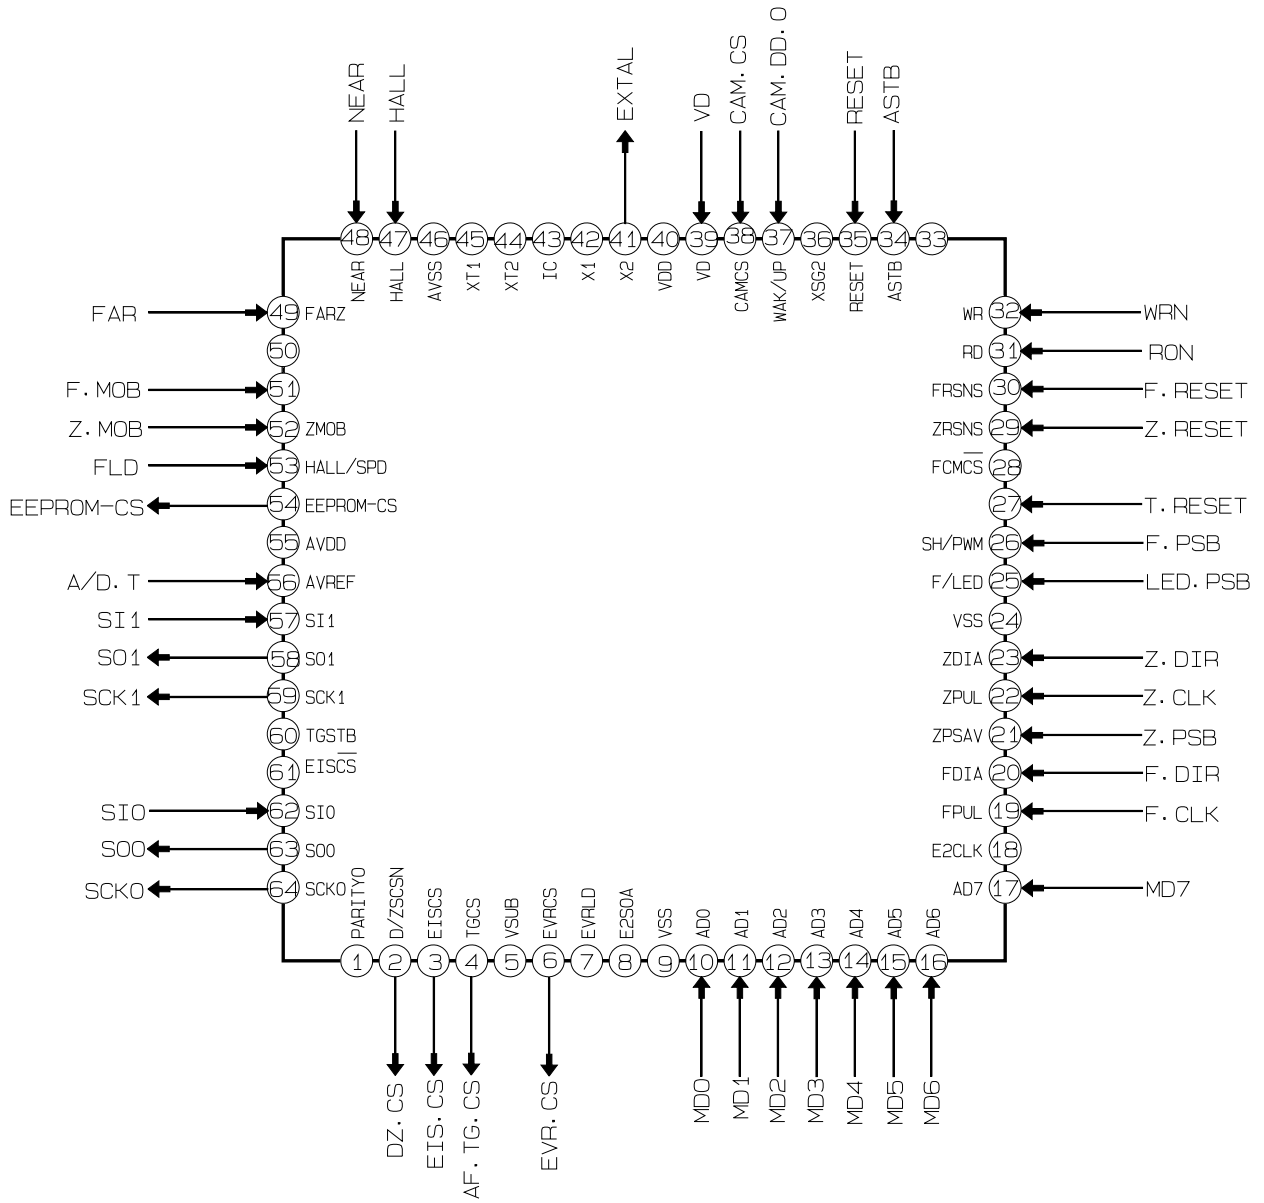 NEAR
HALL
EXTAL
VD
CAM.CS
CAM.DD.O
RESET
ASTB
48
47
46
45
44
43
42
41
40
39
38
37
36
35
34
33
NEAR
HALL
AVSS
XT1
XT2
IC
X1
X2
VDD
VD
CAMCS
WAK/UP
XSG2
RESET
ASTB
FAR 49 FARZ
50
F.MOB 51
Z.MOB 52 ZMOB
FLD 53 HALL/SPD
EEPROM-CS 54 EEPROM-CS
55 AVDD
A/D.T 56 AVREF
SI1 57 SI1
SO1 58 SO1
SCK1 59 SCK1
60 TGSTB
61 EISC̅S̅
SI0 62 SI0
SO0 63 SO0
SCK0 64 SCK0
WR 32 WRN
RD 31 RON
FRSNS 30 F.RESET
ZRSNS 29 Z.RESET
FCMC̅S̅ 28
27 T.RESET
SH/PWM 26 F.PSB
F/LED 25 LED.PSB
VSS 24
ZDIA 23 Z.DIR
ZPUL 22 Z.CLK
ZPSAV 21 Z.PSB
FDIA 20 F.DIR
FPUL 19 F.CLK
E2CLK 18
AD7 17 MD7
PARITYO
D/ZSCSN
EISCS
TGCS
VSUB
EVRCS
EVRLD
E2SOA
VSS
AD0
AD1
AD2
AD3
AD4
AD5
AD6
1
2
3
4
5
6
7
8
9
10
11
12
13
14
15
16
DZ.CS
EIS.CS
AF.TG.CS
EVR.CS
MD0
MD1
MD2
MD3
MD4
MD5
MD6